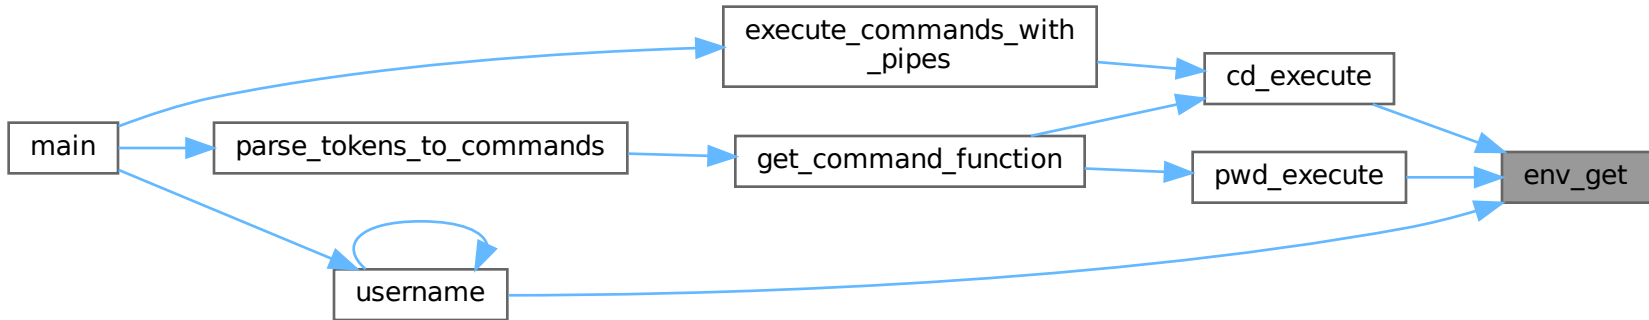 execute_commands_with
_pipes
cd_execute
main
parse_tokens_to_commands
get_command_function
pwd_execute
env_get
username